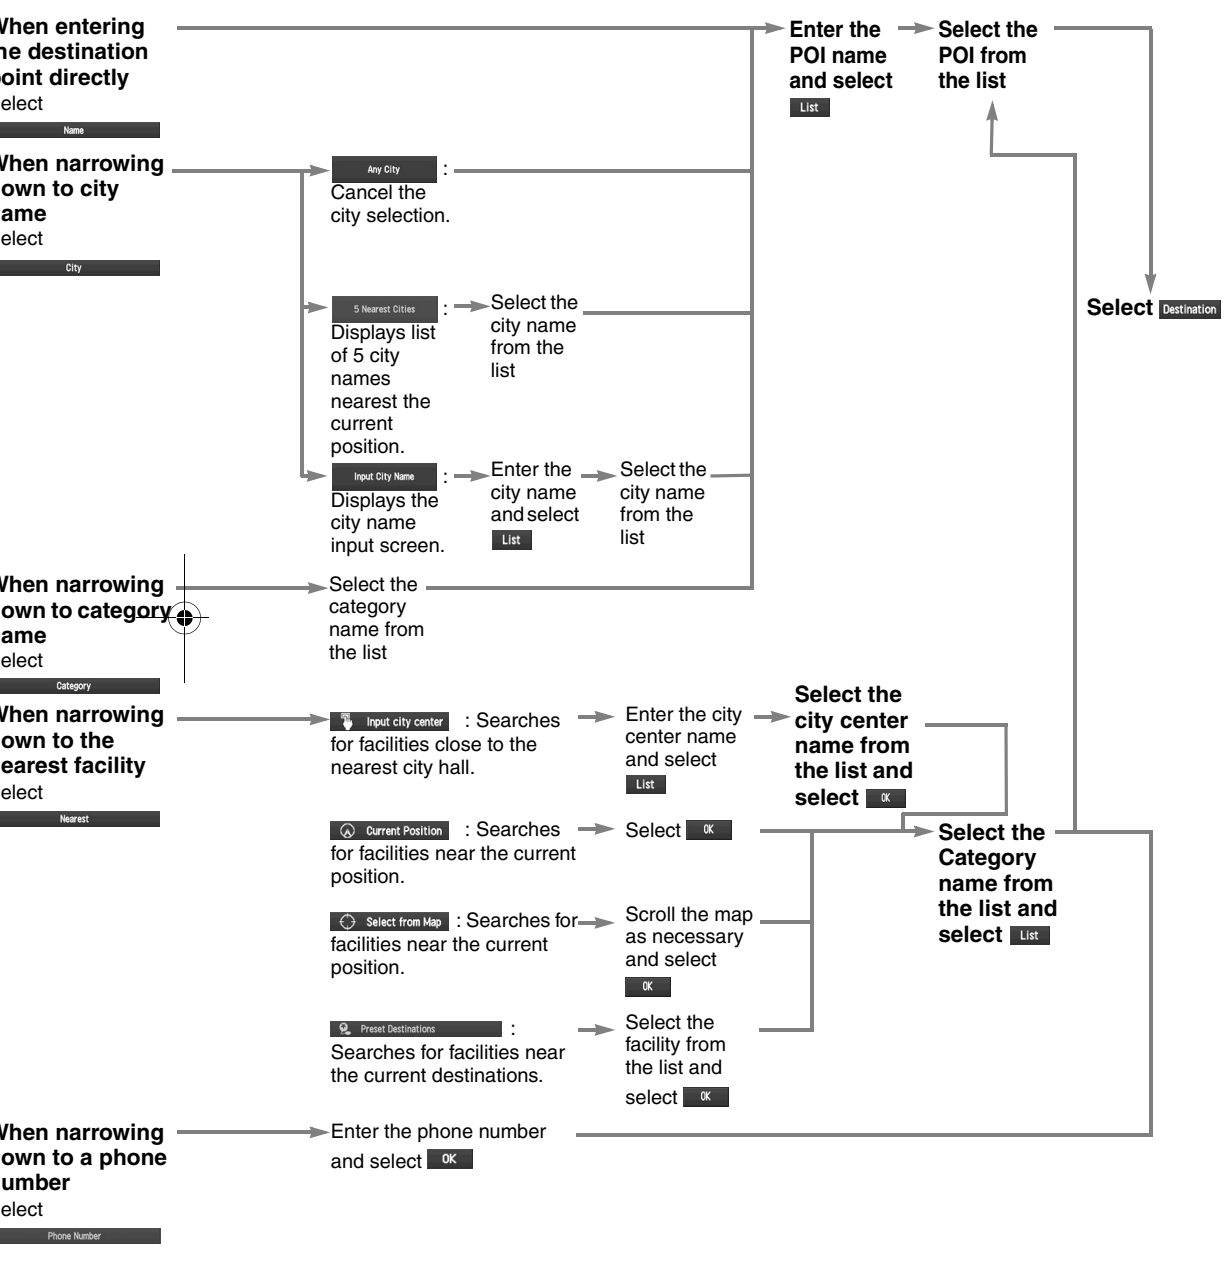 When entering
he destination
point directly
elect
Name
Enter the
POI name
and select
List
Select the
POI from
the list
When narrowing
own to city
ame
elect
City
Any City :
Cancel the
city selection.
5 Nearest Cities :
Displays list
of 5 city
names
nearest the
current
position.
Select the
city name
from the
list
Select Destination
Input City Name :
Displays the
city name
input screen.
Enter the
city name
and select
List
Select the
city name
from the
list
When narrowing
own to category
ame
elect
Category
Select the
category
name from
the list
When narrowing
own to the
earest facility
elect
Nearest
Input city center : Searches
for facilities close to the
nearest city hall.
Enter the city
center name
and select
List
Select the
city center
name from
the list and
select OK
Current Position : Searches
for facilities near the current
position.
Select OK
Select the
Category
name from
the list and
select List
Select from Map : Searches for
facilities near the current
position.
Scroll the map
as necessary
and select
OK
Preset Destinations :
Searches for facilities near
the current destinations.
Select the
facility from
the list and
select OK
When narrowing
own to a phone
umber
elect
Phone Number
Enter the phone number
and select OK